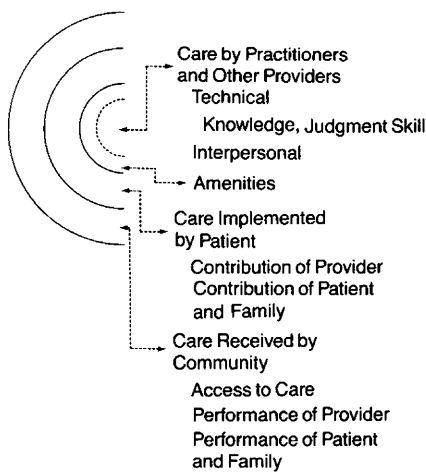 Care by Practitioners
and Other Providers
Technical
Knowledge, Judgment Skill
Interpersonal
Amenities
Care Implemented
by Patient
Contribution of Provider
Contribution of Patient
and Family
Care Received by
Community
Access to Care
Performance of Provider
Performance of Patient
and Family